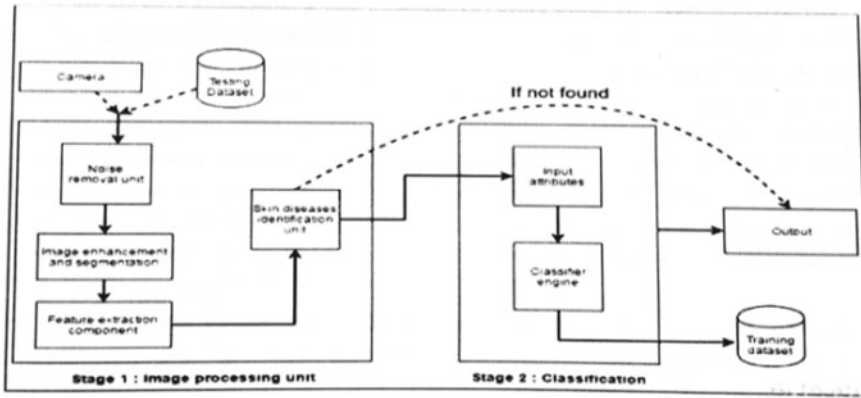 Camera
Testing
Dataset
If not found
Noise
removal unit
Input
attributes
Skin diseases
identification
unit
Output
Image enhancement
and segmentation
Classifier
engine
Feature extraction
component
Training
dataset
Stage 1 : Image processing unit
Stage 2 : Classification